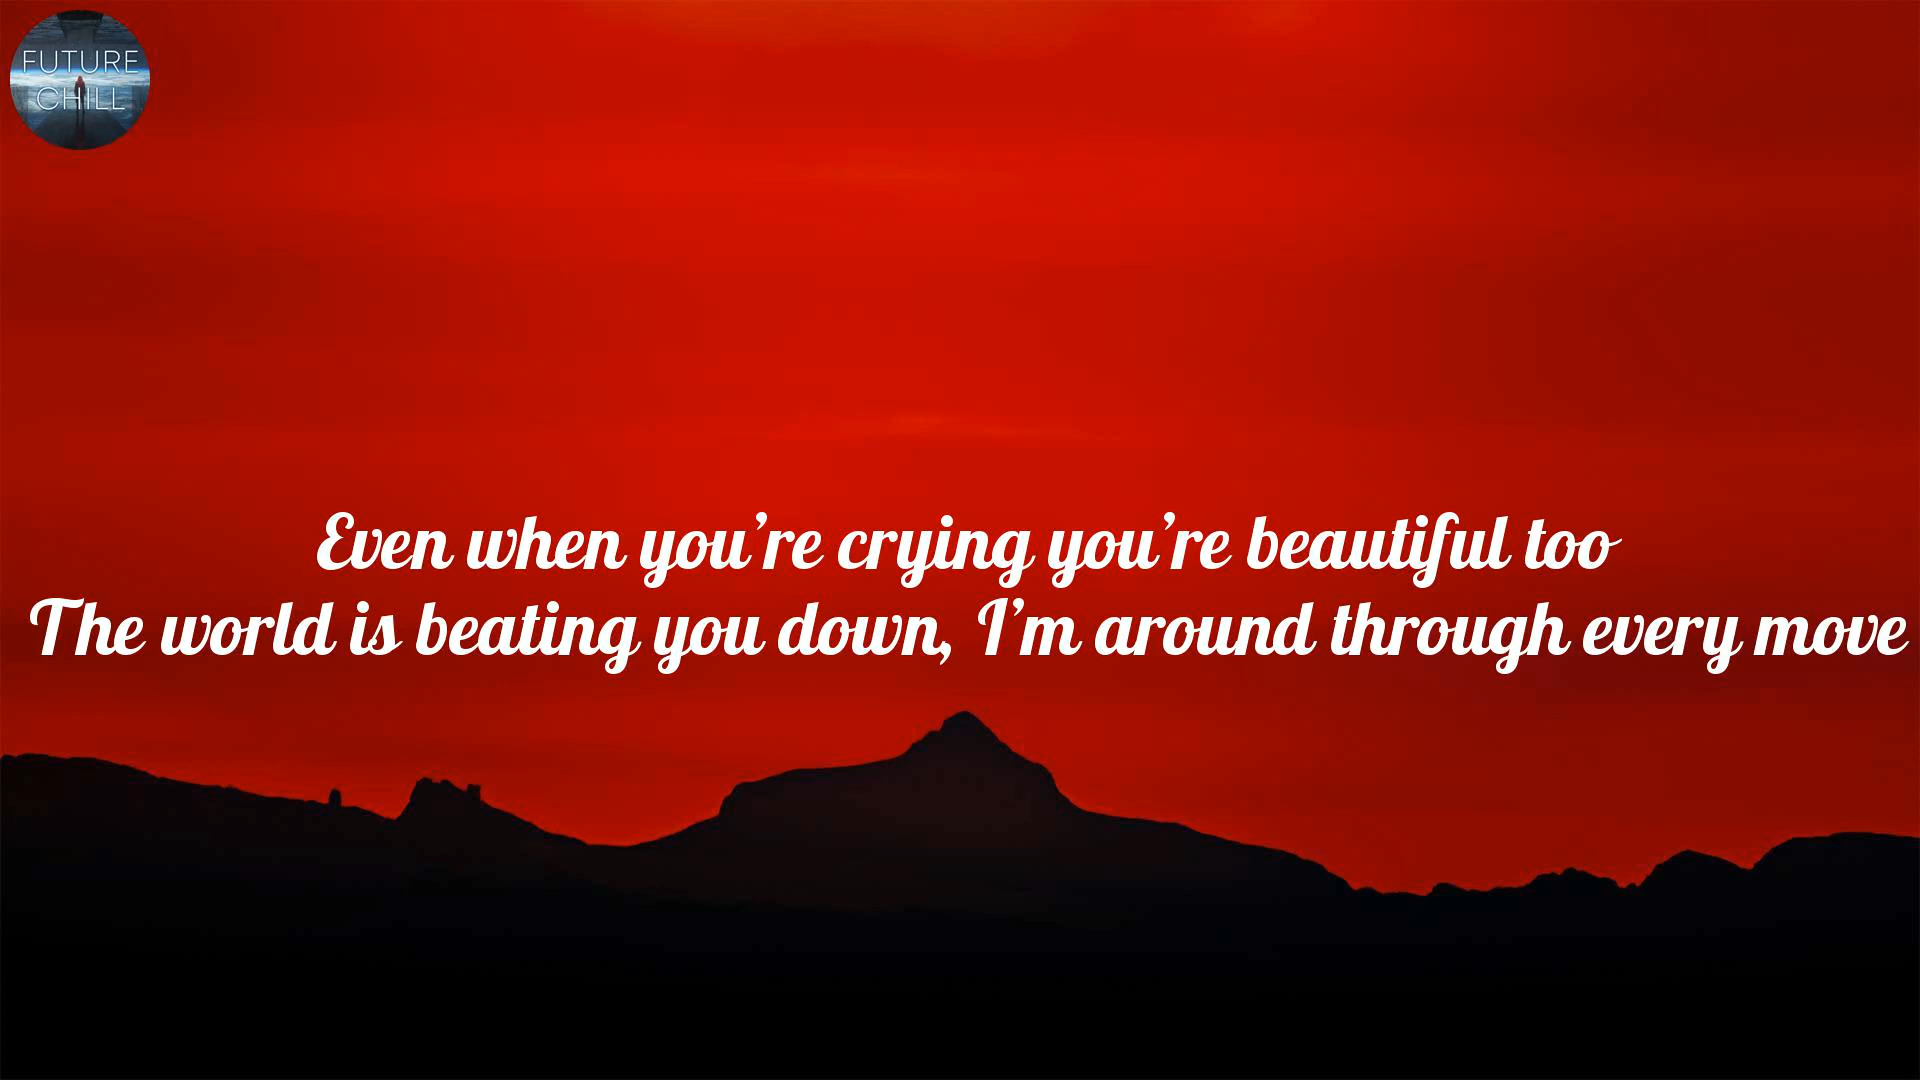 FUTURE
CHILL
Even when you're crying you're beautiful too
The world is beating you down, I'm around through every move